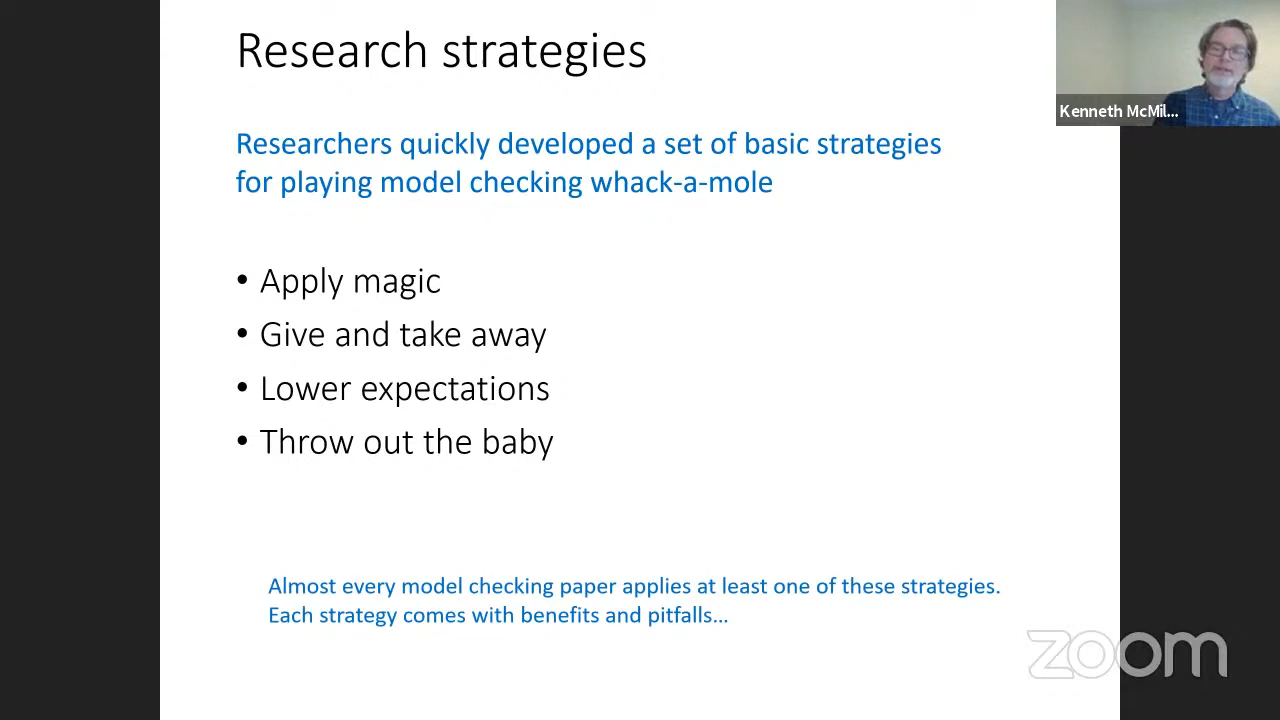 Research strategies
Kenneth McMil...
Researchers quickly developed a set of basic strategies
for playing model checking whack-a-mole
• Apply magic
• Give and take away
• Lower expectations
• Throw out the baby
Almost every model checking paper applies at least one of these strategies.
Each strategy comes with benefits and pitfalls…
zoom